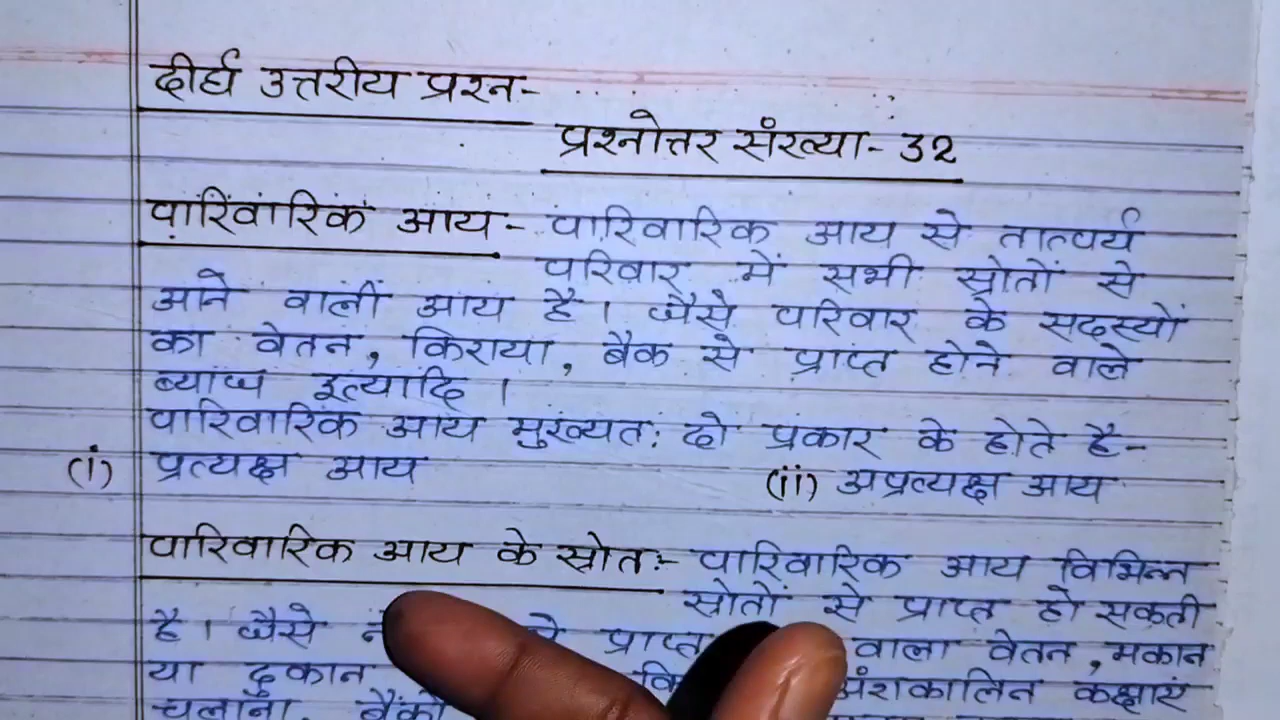 दीर्घ उत्तरीय प्रश्न-
प्रश्नोत्तर संख्या- 32
पारिवारिक आय- पारिवारिक आय से तात्पर्य
परिवार में सभी स्रोतों से
आने वाली आय है। जैसे परिवार के सदस्यों
का वेतन, किराया, बैंक से प्राप्त होने वाले
ब्याज इत्यादि।
पारिवारिक आय मुख्यतः दो प्रकार के होते है-
(i) प्रत्यक्ष आय (ii) अप्रत्यक्ष आय
पारिवारिक आय के स्रोतः- पारिवारिक आय विभिन्न
स्रोतों से प्राप्त हो सकती
है। जैसे प्राप्त वाला वेतन, मकान
या दुकान अंशकालिन कक्षाएं
चलाना, बैंकों